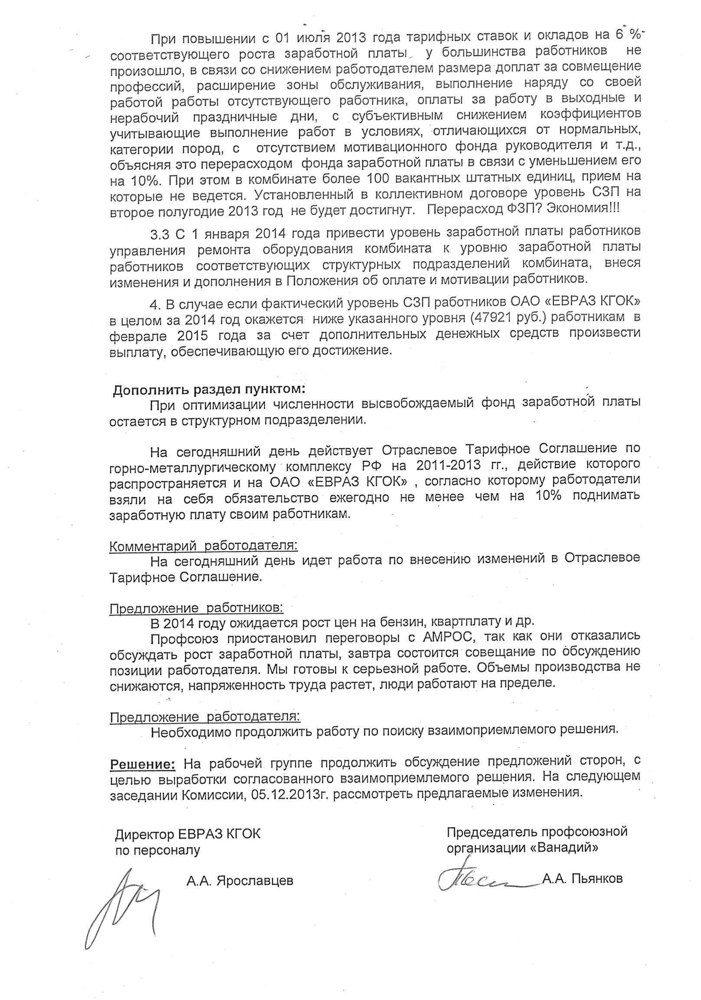 При повышении с 01 июля 2013 года тарифных ставок и окладов на 6 %
соответствующего роста заработной платы у большинства работников не
произошло, в связи со снижением работодателем размера доплат за совмещение
профессий, расширение зоны обслуживания, выполнение наряду со своей
работой работы отсутствующего работника, оплаты за работу в выходные и
нерабочий праздничные дни, с субъективным снижением коэффициентов
учитывающие выполнение работ в условиях, отличающихся от нормальных,
категории пород, с отсутствием мотивационного фонда руководителя и т.д.,
объясняя это перерасходом фонда заработной платы в связи с уменьшением его
на 10%. При этом в комбинате более 100 вакантных штатных единиц, прием на
которые не ведется. Установленный в коллективном договоре уровень СЗП на
второе полугодие 2013 год не будет достигнут. Перерасход ФЗП? Экономия!!!
3.3 С 1 января 2014 года привести уровень заработной платы работников
управления ремонта оборудования комбината к уровню заработной платы
работников соответствующих структурных подразделений комбината, внеся
изменения и дополнения в Положения об оплате и мотивации работников.
4. В случае если фактический уровень СЗП работников ОАО «ЕВРАЗ КГОК»
в целом за 2014 год окажется ниже указанного уровня (47921 руб.) работникам в
феврале 2015 года за счет дополнительных денежных средств произвести
выплату, обеспечивающую его достижение.
Дополнить раздел пунктом:
При оптимизации численности высвобождаемый фонд заработной платы
остается в структурном подразделении.
На сегодняшний день действует Отраслевое Тарифное Соглашение по
горно-металлургическому комплексу РФ на 2011-2013 гг., действие которого
распространяется и на ОАО «ЕВРАЗ КГОК» , согласно которому работодатели
взяли на себя обязательство ежегодно не менее чем на 10% поднимать
заработную плату своим работникам.
Комментарий работодателя:
На сегодняшний день идет работа по внесению изменений в Отраслевое
Тарифное Соглашение.
Предложение работников:
В 2014 году ожидается рост цен на бензин, квартплату и др.
Профсоюз приостановил переговоры с АМРОС, так как они отказались
обсуждать рост заработной платы, завтра состоится совещание по обсуждению
позиции работодателя. Мы готовы к серьезной работе. Объемы производства не
снижаются, напряженность труда растет, люди работают на пределе.
Предложение работодателя:
Необходимо продолжить работу по поиску взаимоприемлемого решения.
Решение: На рабочей группе продолжить обсуждение предложений сторон, с
целью выработки согласованного взаимоприемлемого решения. На следующем
заседании Комиссии, 05.12.2013г. рассмотреть предлагаемые изменения.
Директор ЕВРАЗ КГОК
по персоналу
А.А. Ярославцев
Председатель профсоюзной
организации «Ванадий»
А.А. Пьянков